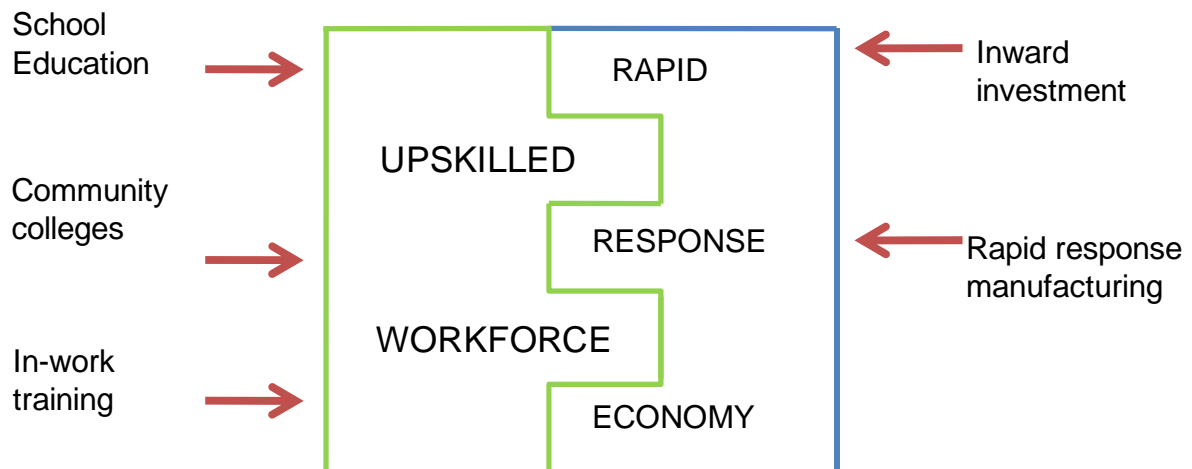 School
Education
Community
colleges
In-work
training
UPSKILLED
WORKFORCE
RAPID
RESPONSE
ECONOMY
Inward
investment
Rapid response
manufacturing